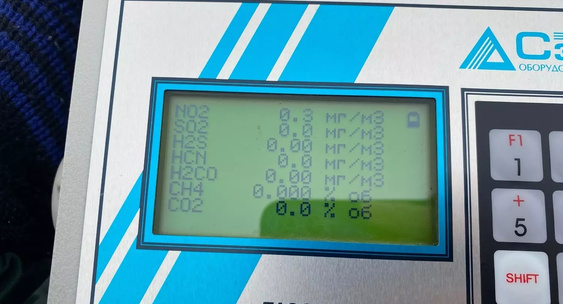 NO2 0.3 мг/м3
SO2 0.0 мг/м3
H2S 0.00 мг/м3
HCN 0.0 мг/м3
H2CO 0.00 мг/м3
CH4 0.000 % об
CO2 0.0 % об
ОБОРУДО
F1
1
+
5
SHIFT